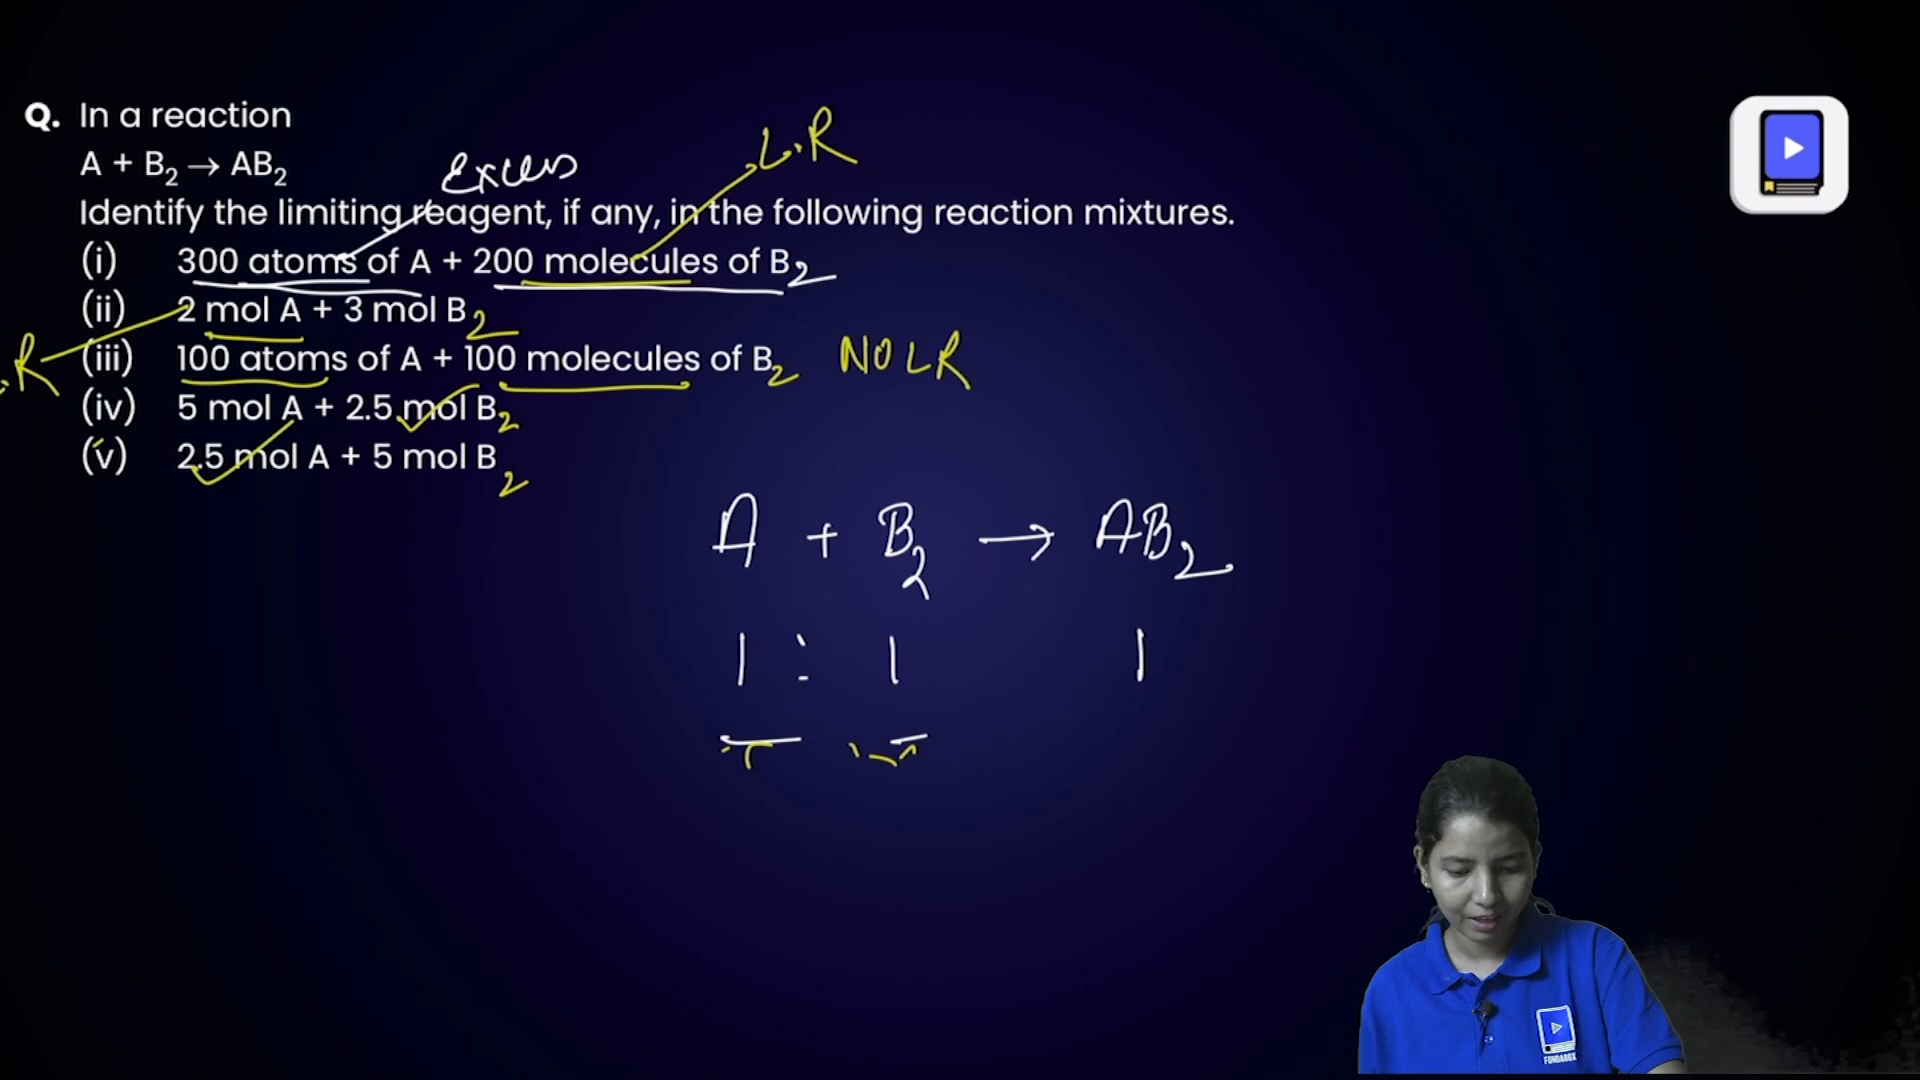 Q. In a reaction
A + B₂ → AB₂
Excess
L.R
Identify the limiting reagent, if any, in the following reaction mixtures.
(i) 300 atoms of A + 200 molecules of B₂
(ii) 2 mol A + 3 mol B₂
.R (iii) 100 atoms of A + 100 molecules of B₂ NO LR
(iv) 5 mol A + 2.5 mol B₂
(v) 2.5 mol A + 5 mol B₂
A + B₂ → AB₂
1 : 1 1
FUNDABOX